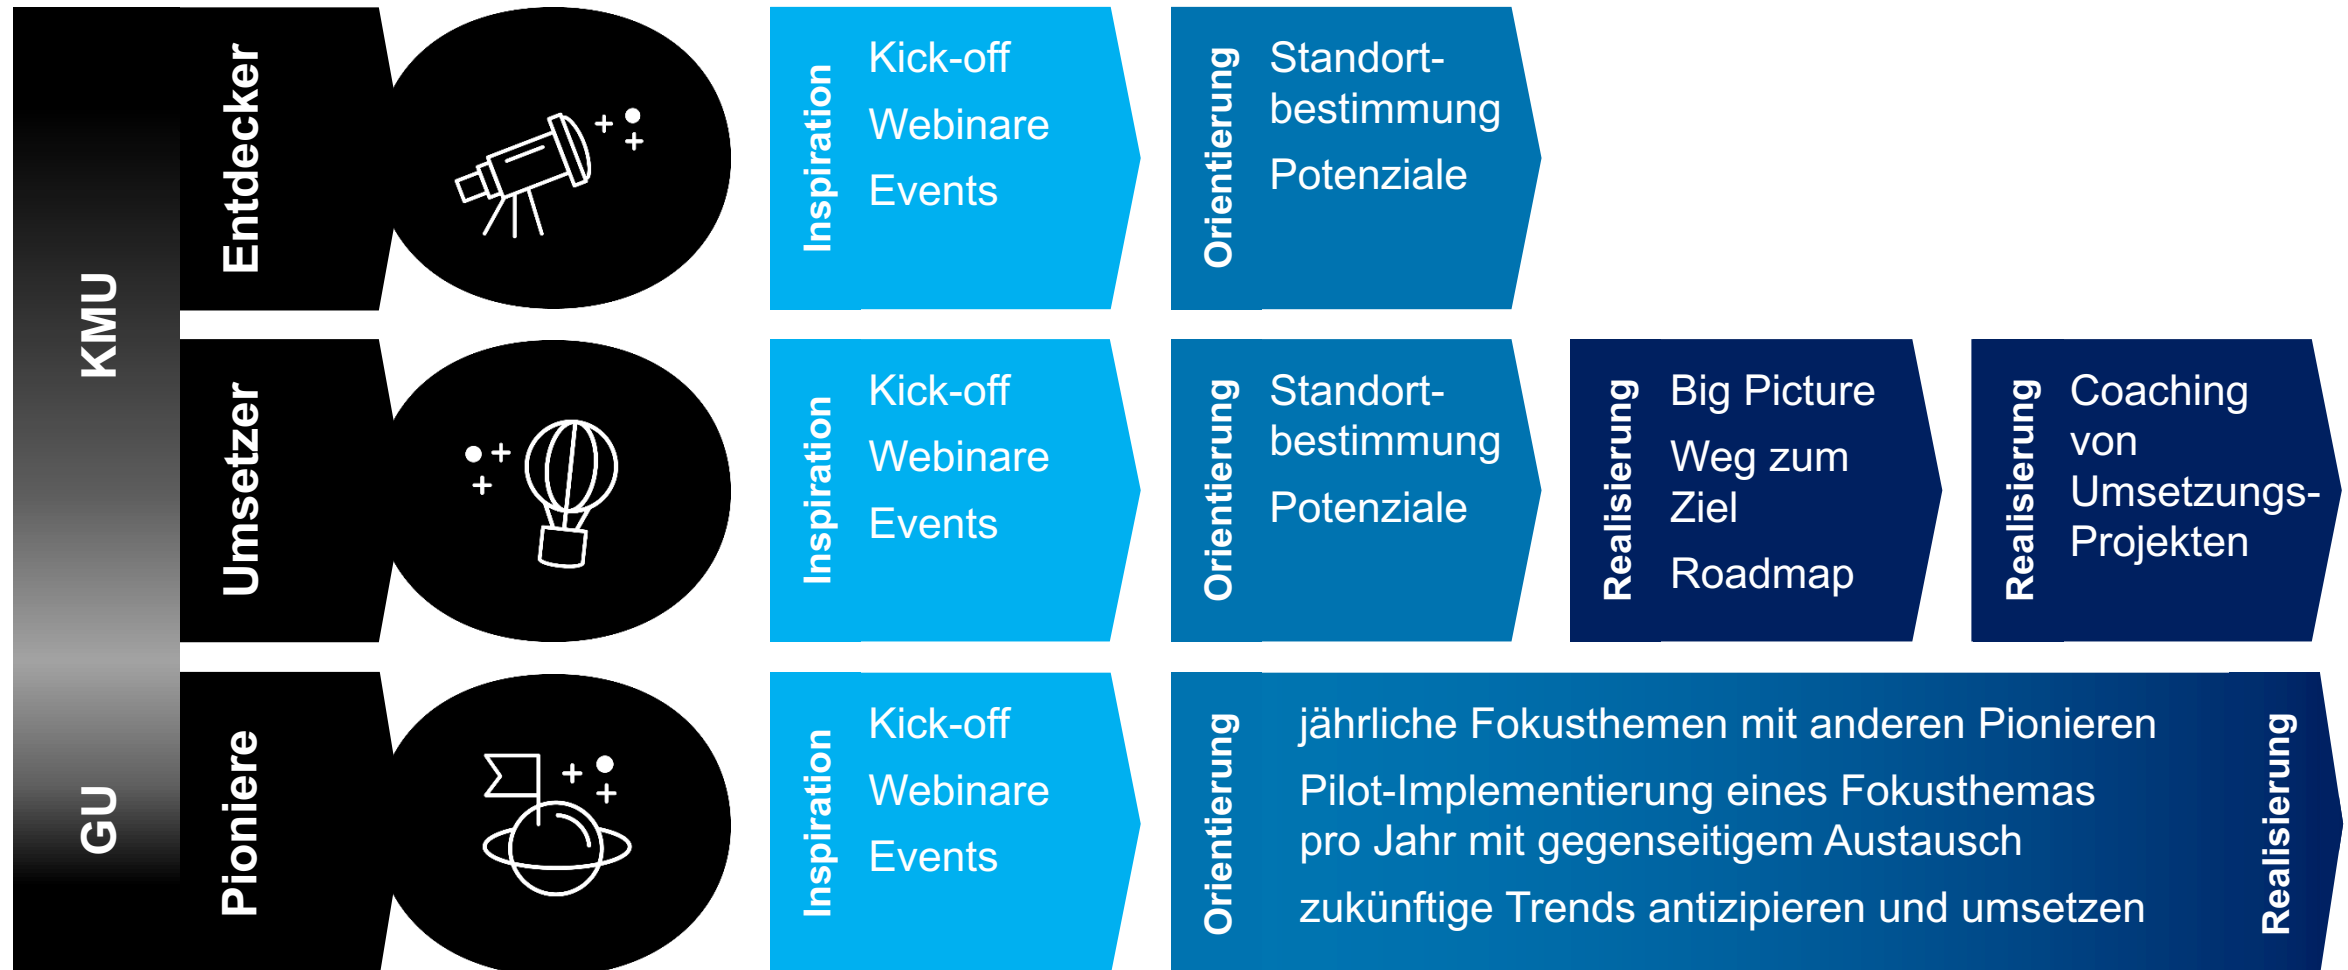 KMU
GU
Entdecker
Inspiration
Kick-off
Webinare
Events
Orientierung
Standort-
bestimmung
Potenziale
Umsetzer
Inspiration
Kick-off
Webinare
Events
Orientierung
Standort-
bestimmung
Potenziale
Realisierung
Big Picture
Weg zum
Ziel
Roadmap
Realisierung
Coaching
von
Umsetzungs-
Projekten
Pioniere
Inspiration
Kick-off
Webinare
Events
Orientierung
jährliche Fokusthemen mit anderen Pionieren
Pilot-Implementierung eines Fokusthemas
pro Jahr mit gegenseitigem Austausch
zukünftige Trends antizipieren und umsetzen
Realisierung